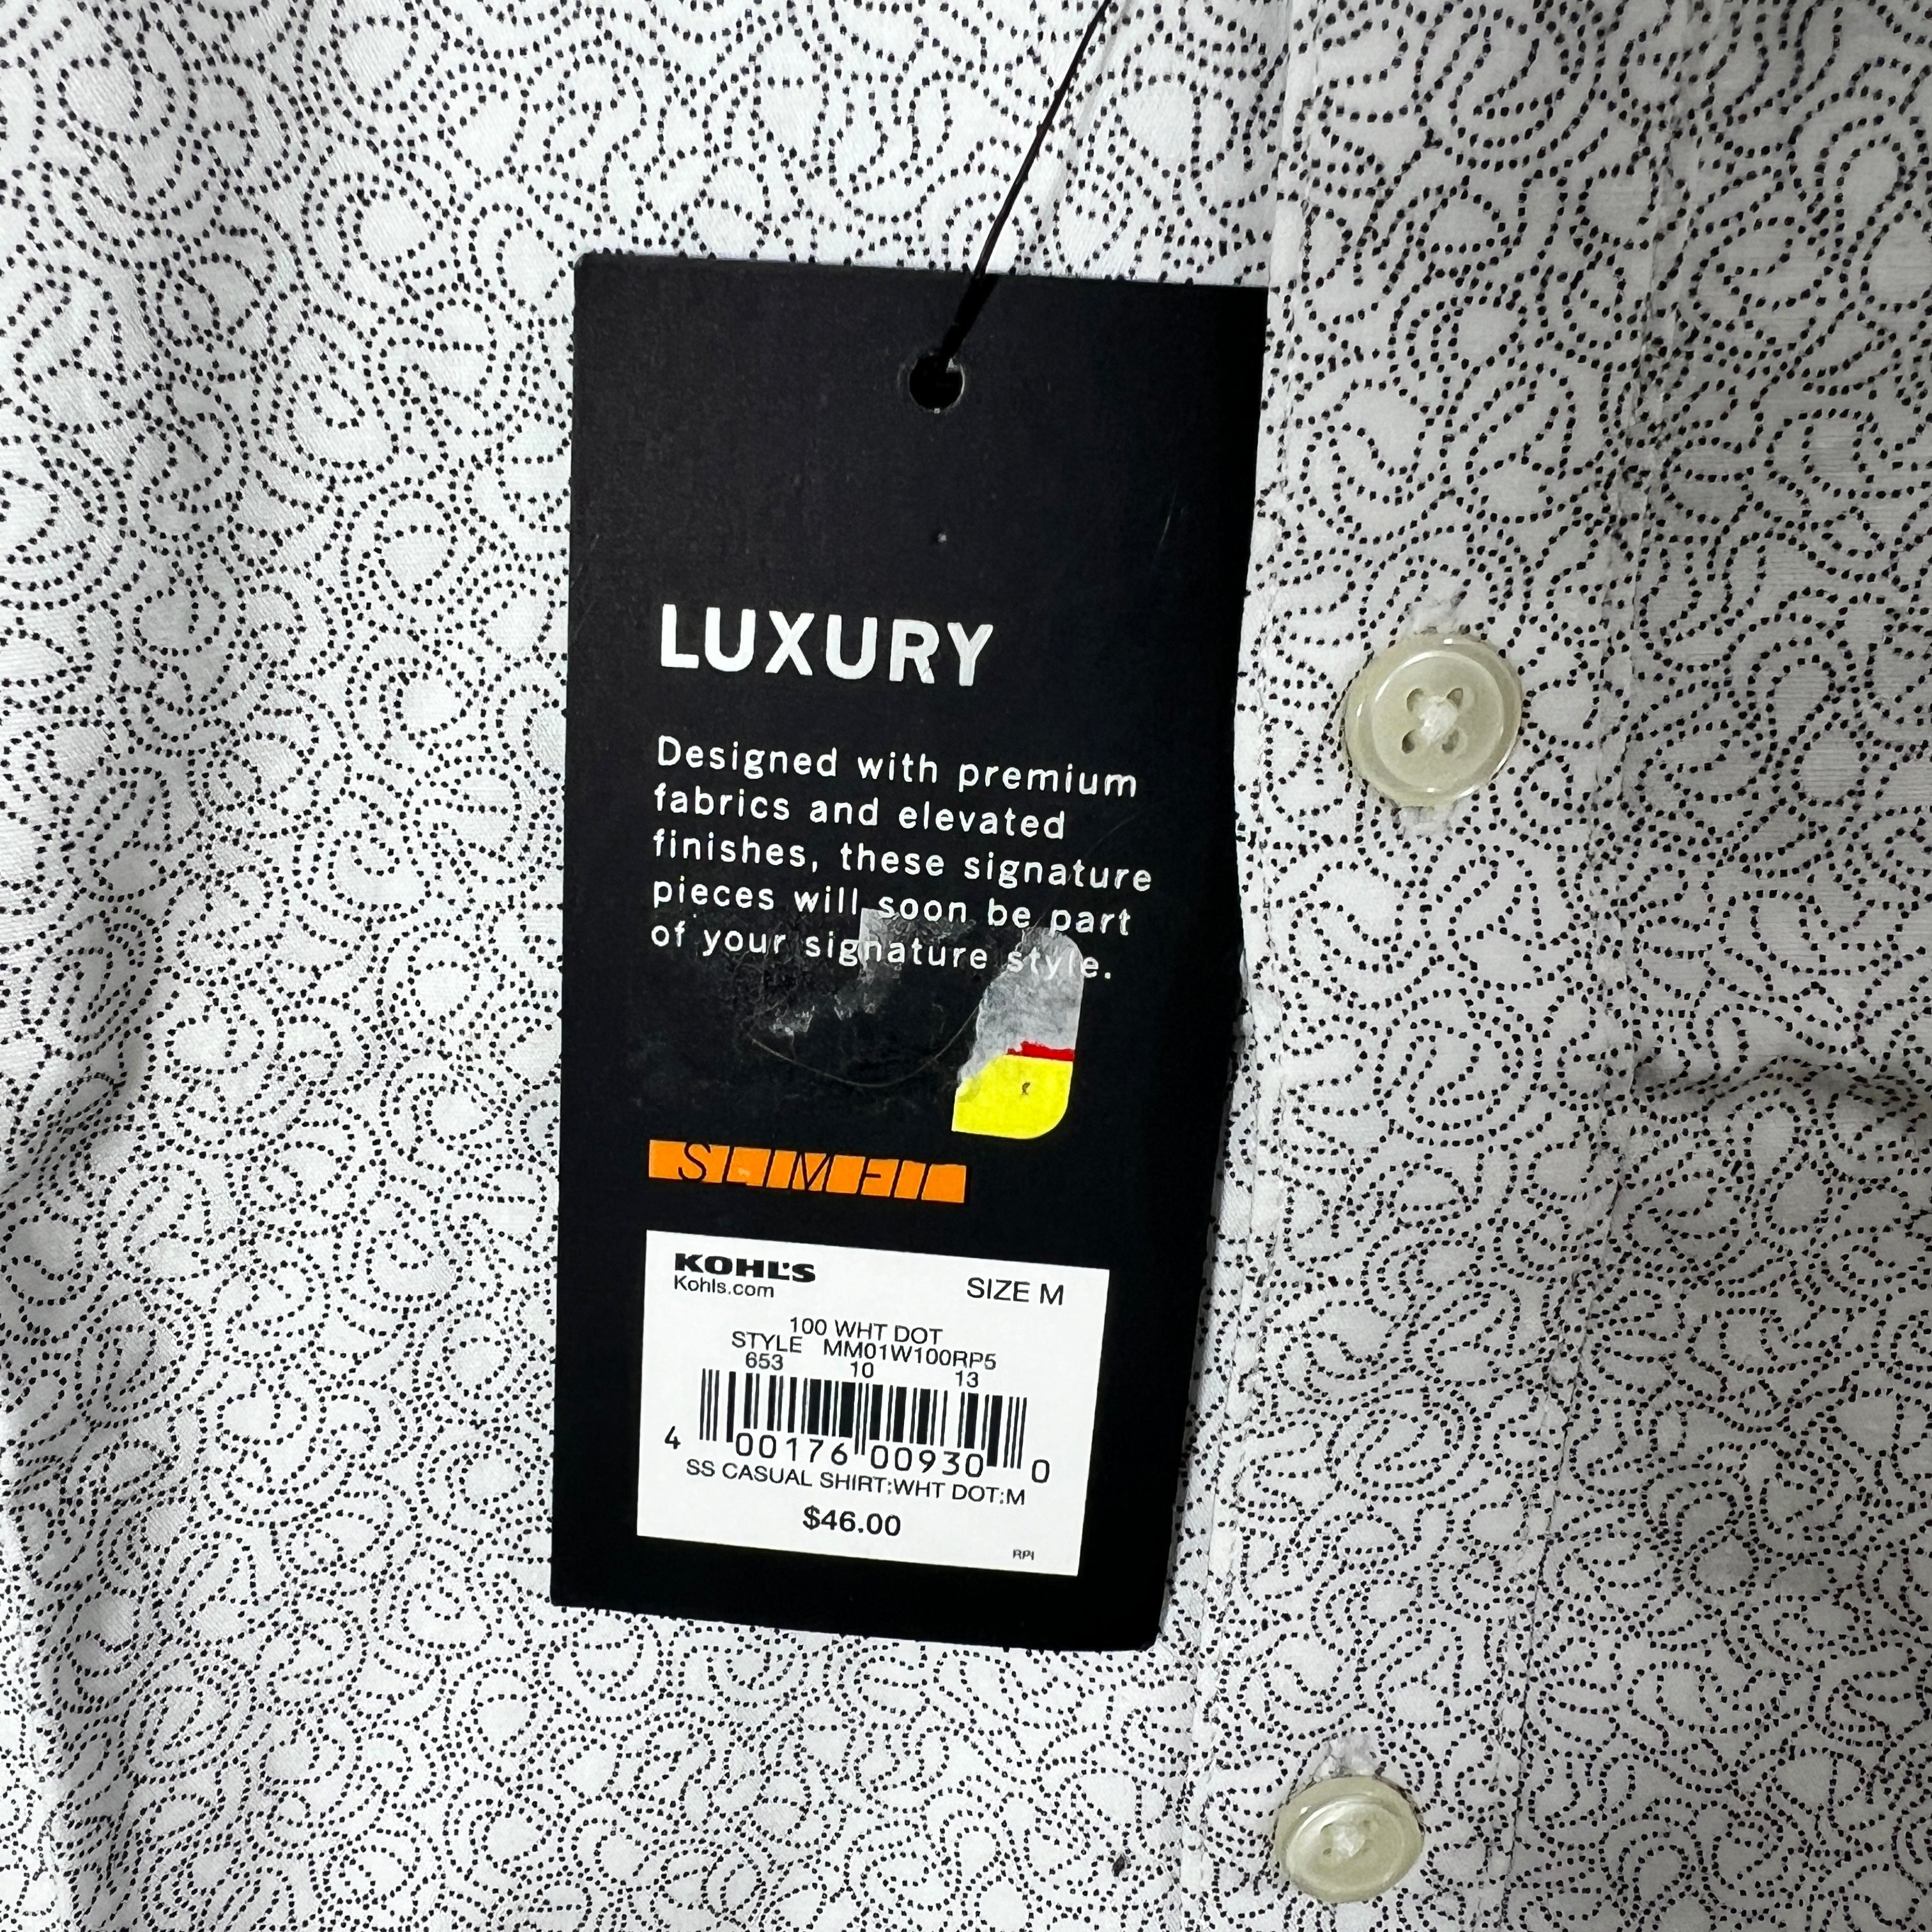 LUXURY
Designed with premium
fabrics and elevated
finishes, these signature
pieces will soon be part
of your signature style.
SLIM FIT
KOHL'S
Kohls.com
SIZE M
100 WHT DOT
STYLE MM01W100RP5
653 10 13
4 00176 00930 0
SS CASUAL SHIRT:WHT DOT:M
$46.00
RPI